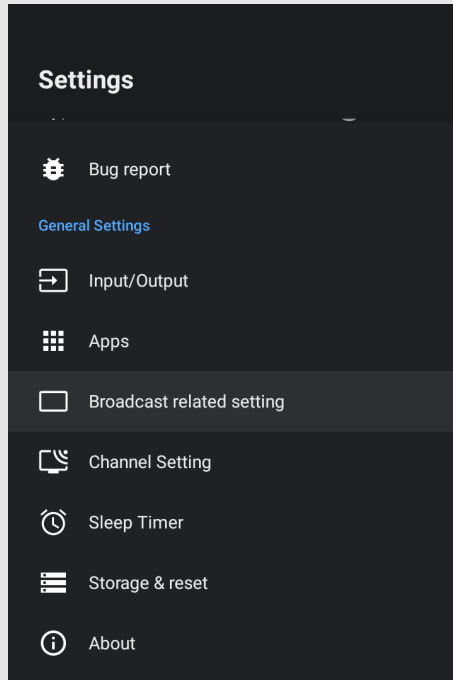 Settings
Bug report
General Settings
Input/Output
Apps
Broadcast related setting
Channel Setting
Sleep Timer
Storage & reset
About